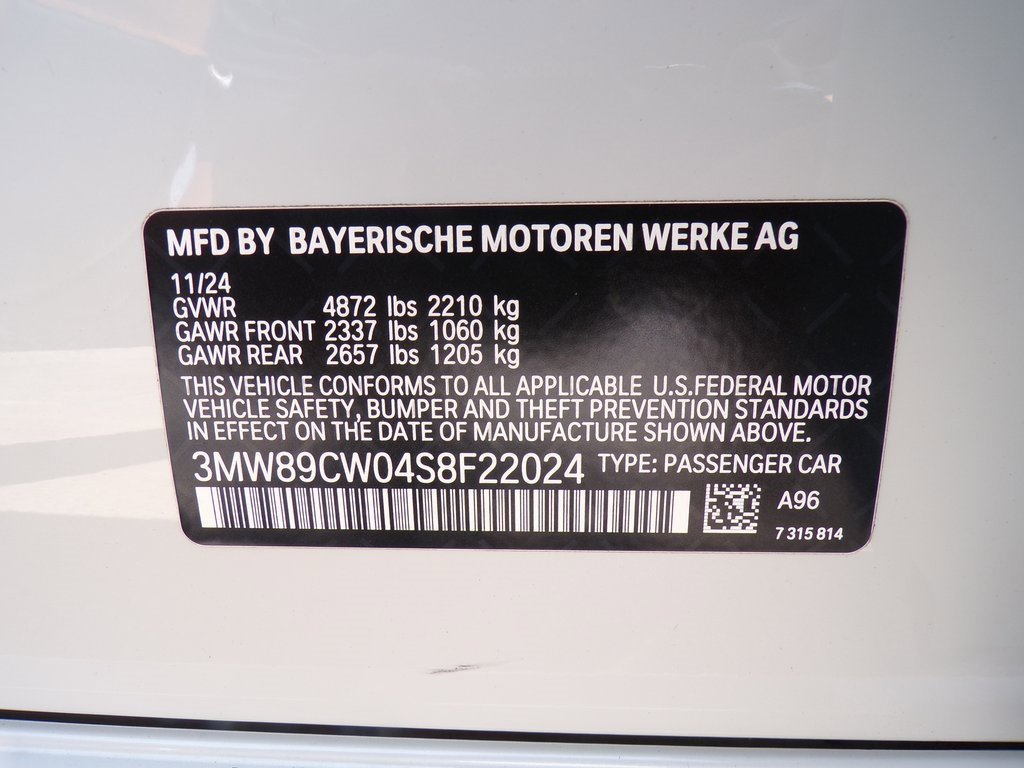 MFD BY BAYERISCHE MOTOREN WERKE AG
11/24
GVWR 4872 lbs 2210 kg
GAWR FRONT 2337 lbs 1060 kg
GAWR REAR 2657 lbs 1205 kg
THIS VEHICLE CONFORMS TO ALL APPLICABLE U.S.FEDERAL MOTOR
VEHICLE SAFETY, BUMPER AND THEFT PREVENTION STANDARDS
IN EFFECT ON THE DATE OF MANUFACTURE SHOWN ABOVE.
3MW89CW04S8F22024 TYPE: PASSENGER CAR
A96
7 315 814